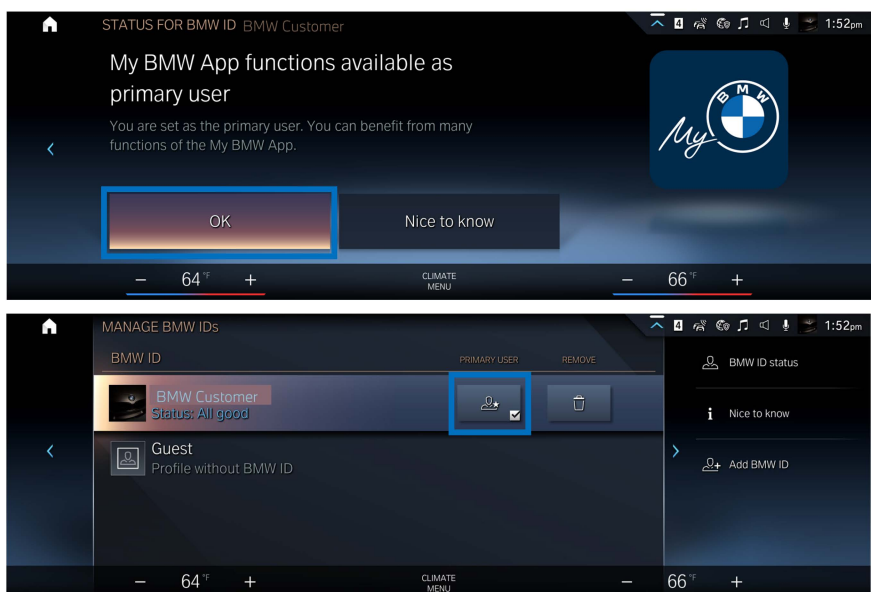 STATUS FOR BMW ID BMW Customer
4
1:52pm
My BMW App functions available as
primary user
You are set as the primary user. You can benefit from many
functions of the My BMW App.
BMW
My
OK
Nice to know
− 64°F +
CLIMATE
MENU
− 66°F +
MANAGE BMW IDs
4
1:52pm
BMW ID
PRIMARY USER
REMOVE
BMW Customer
Status: All good
Guest
Profile without BMW ID
BMW ID status
Nice to know
Add BMW ID
− 64°F +
CLIMATE
MENU
− 66°F +